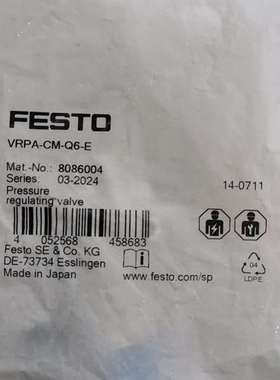 FESTO
VRPA-CM-Q6-E
Mat.-No.: 8086004
Series: 03-2024
Pressure
regulating valve
14-0711
4 052568 458683
Festo SE & Co. KG
DE-73734 Esslingen
Made in Japan
www.festo.com/sp
04
LDPE